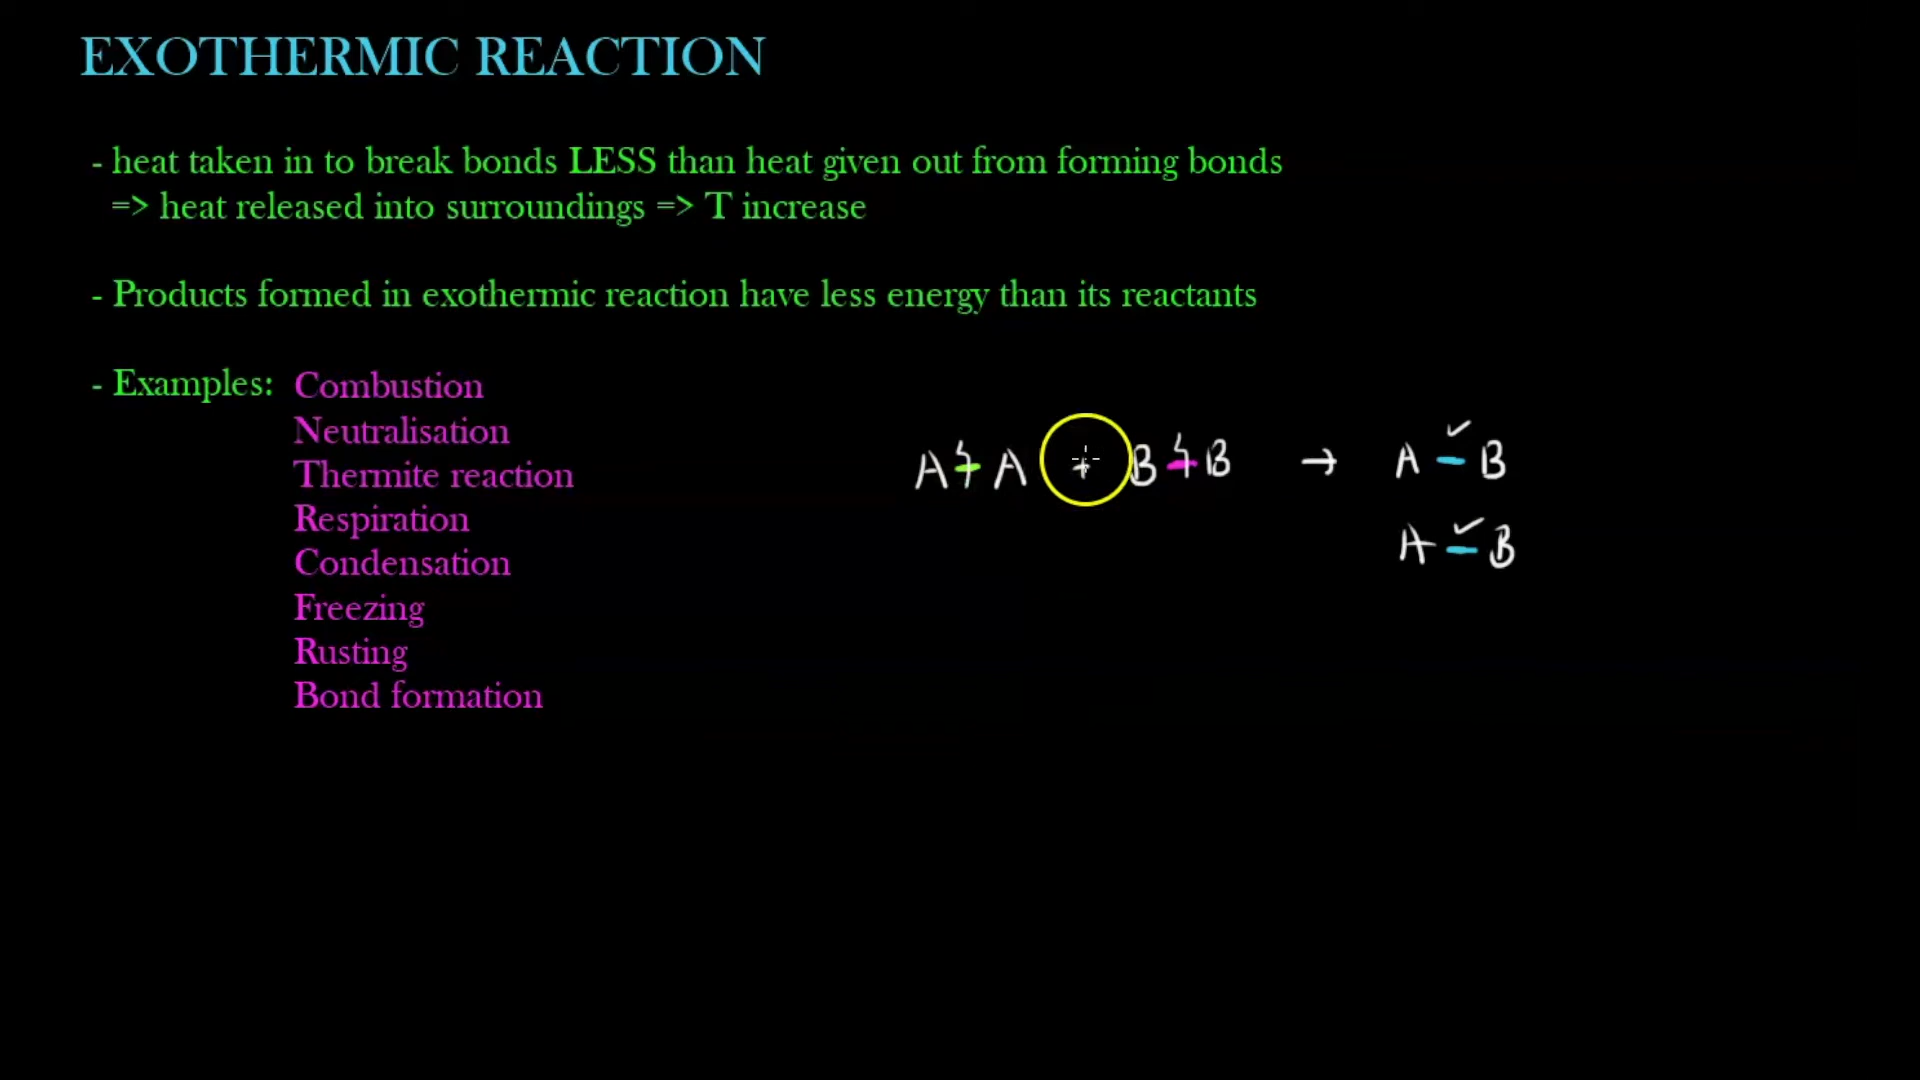 EXOTHERMIC REACTION
- heat taken in to break bonds LESS than heat given out from forming bonds
=> heat released into surroundings => T increase
- Products formed in exothermic reaction have less energy than its reactants
- Examples: Combustion
Neutralisation
Thermite reaction
Respiration
Condensation
Freezing
Rusting
Bond formation
A - A + B - B → A - B
A - B